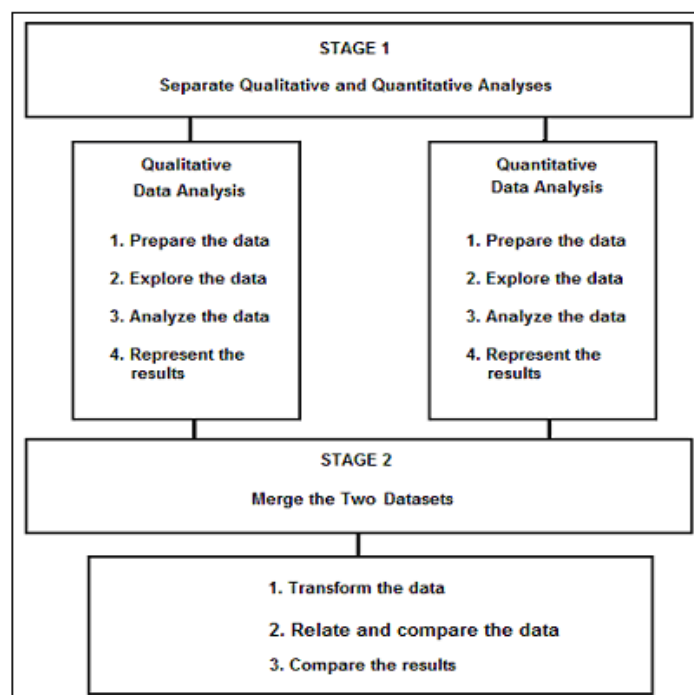 STAGE 1
Separate Qualitative and Quantitative Analyses
Qualitative
Data Analysis
1. Prepare the data
2. Explore the data
3. Analyze the data
4. Represent the
results
Quantitative
Data Analysis
1. Prepare the data
2. Explore the data
3. Analyze the data
4. Represent the
results
STAGE 2
Merge the Two Datasets
1. Transform the data
2. Relate and compare the data
3. Compare the results